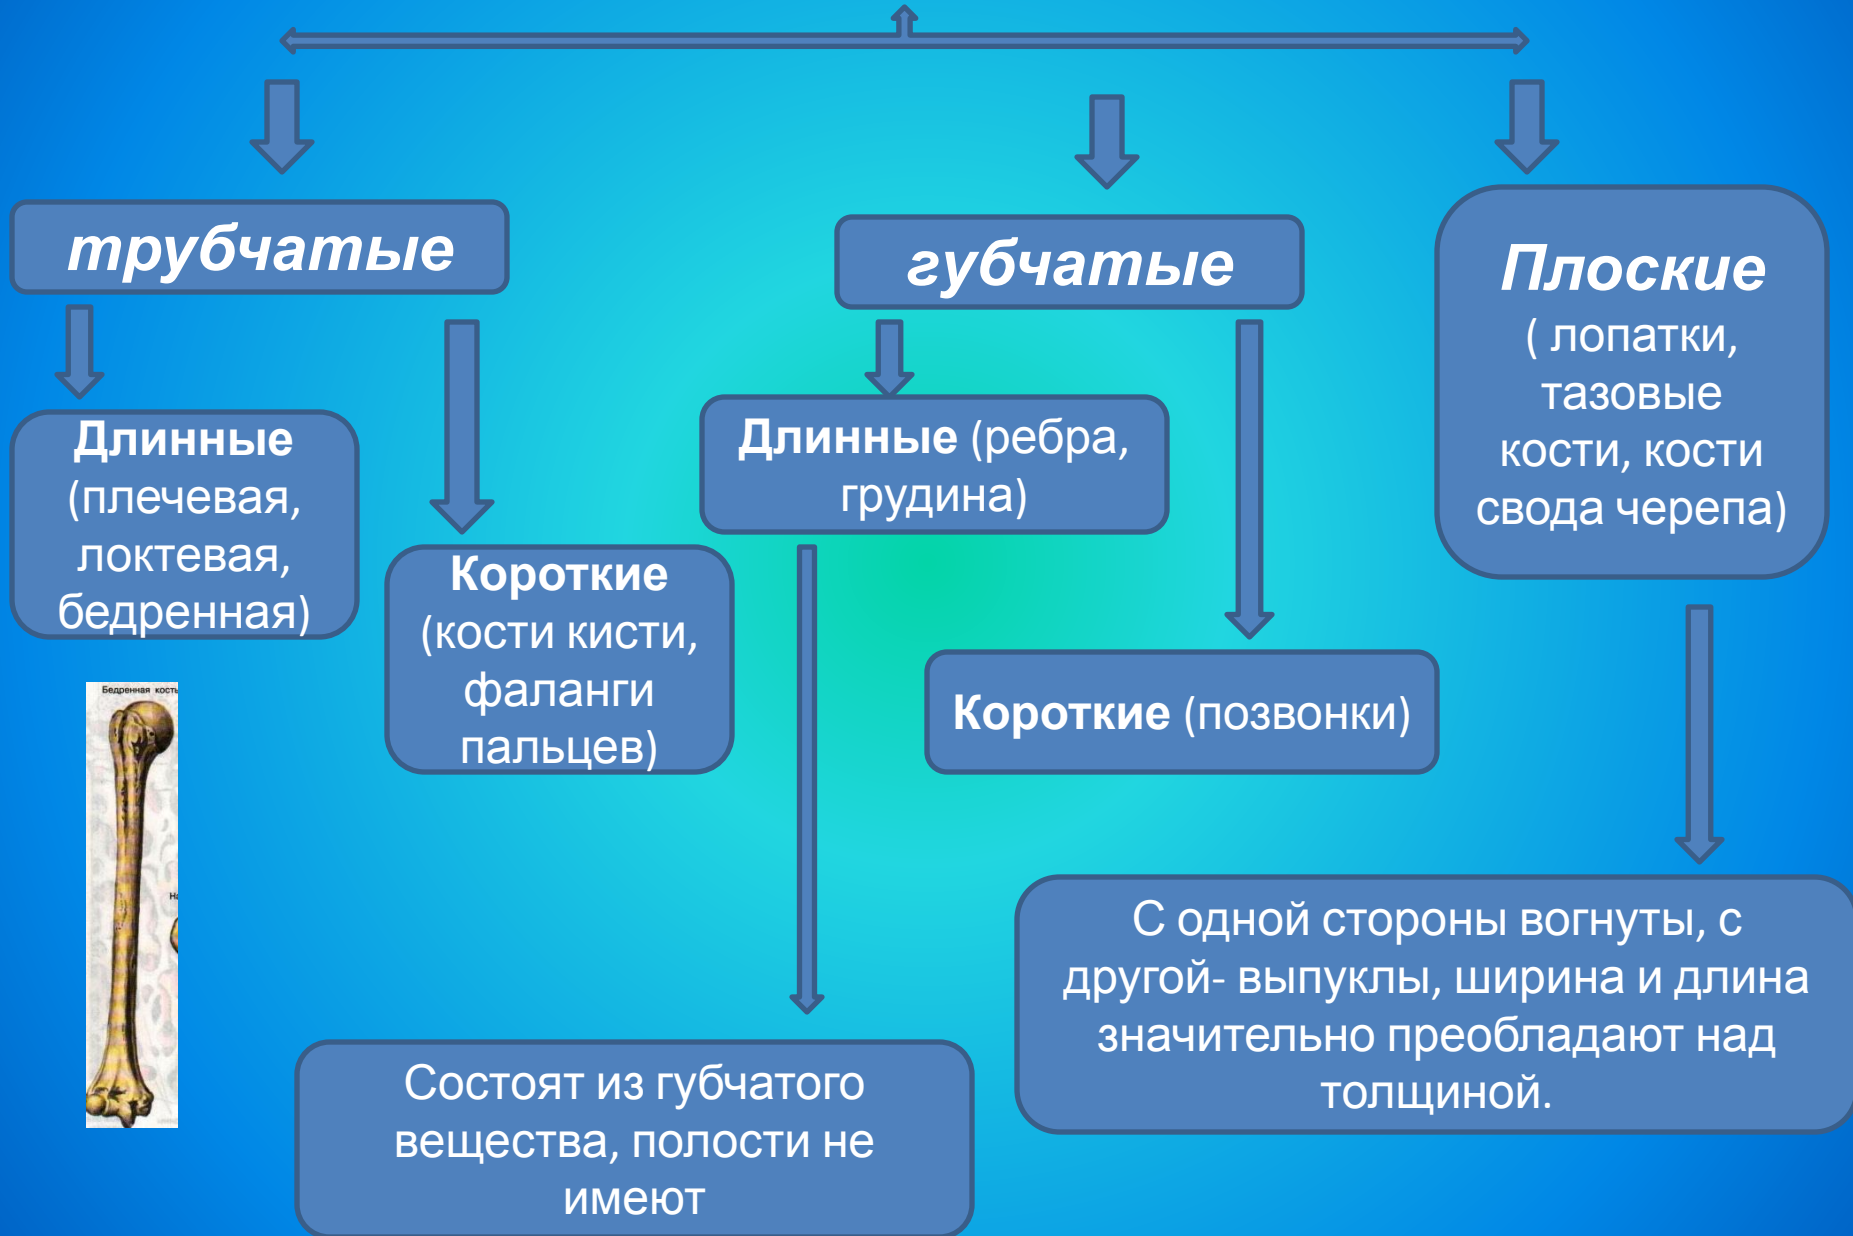 трубчатые
губчатые
Плоские
( лопатки,
тазовые
кости, кости
свода черепа)
Длинные
(плечевая,
локтевая,
бедренная)
Короткие
(кости кисти,
фаланги
пальцев)
Длинные (ребра,
грудина)
Короткие (позвонки)
Бедренная кость
С одной стороны вогнуты, с
другой- выпуклы, ширина и длина
значительно преобладают над
толщиной.
Состоят из губчатого
вещества, полости не
имеют